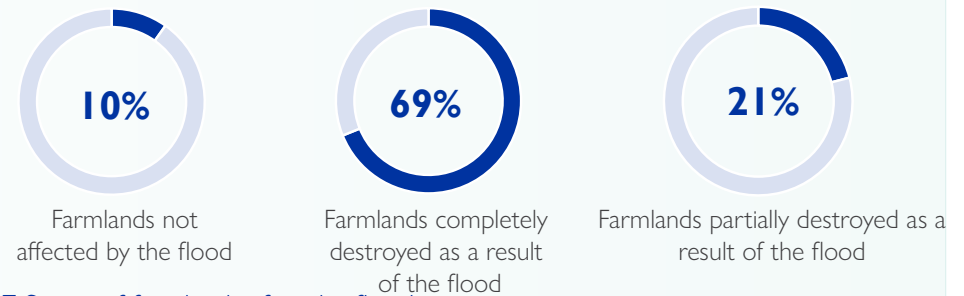 10%
69%
21%
Farmlands not
affected by the flood
Farmlands completely
destroyed as a result
of the flood
Farmlands partially destroyed as a
result of the flood